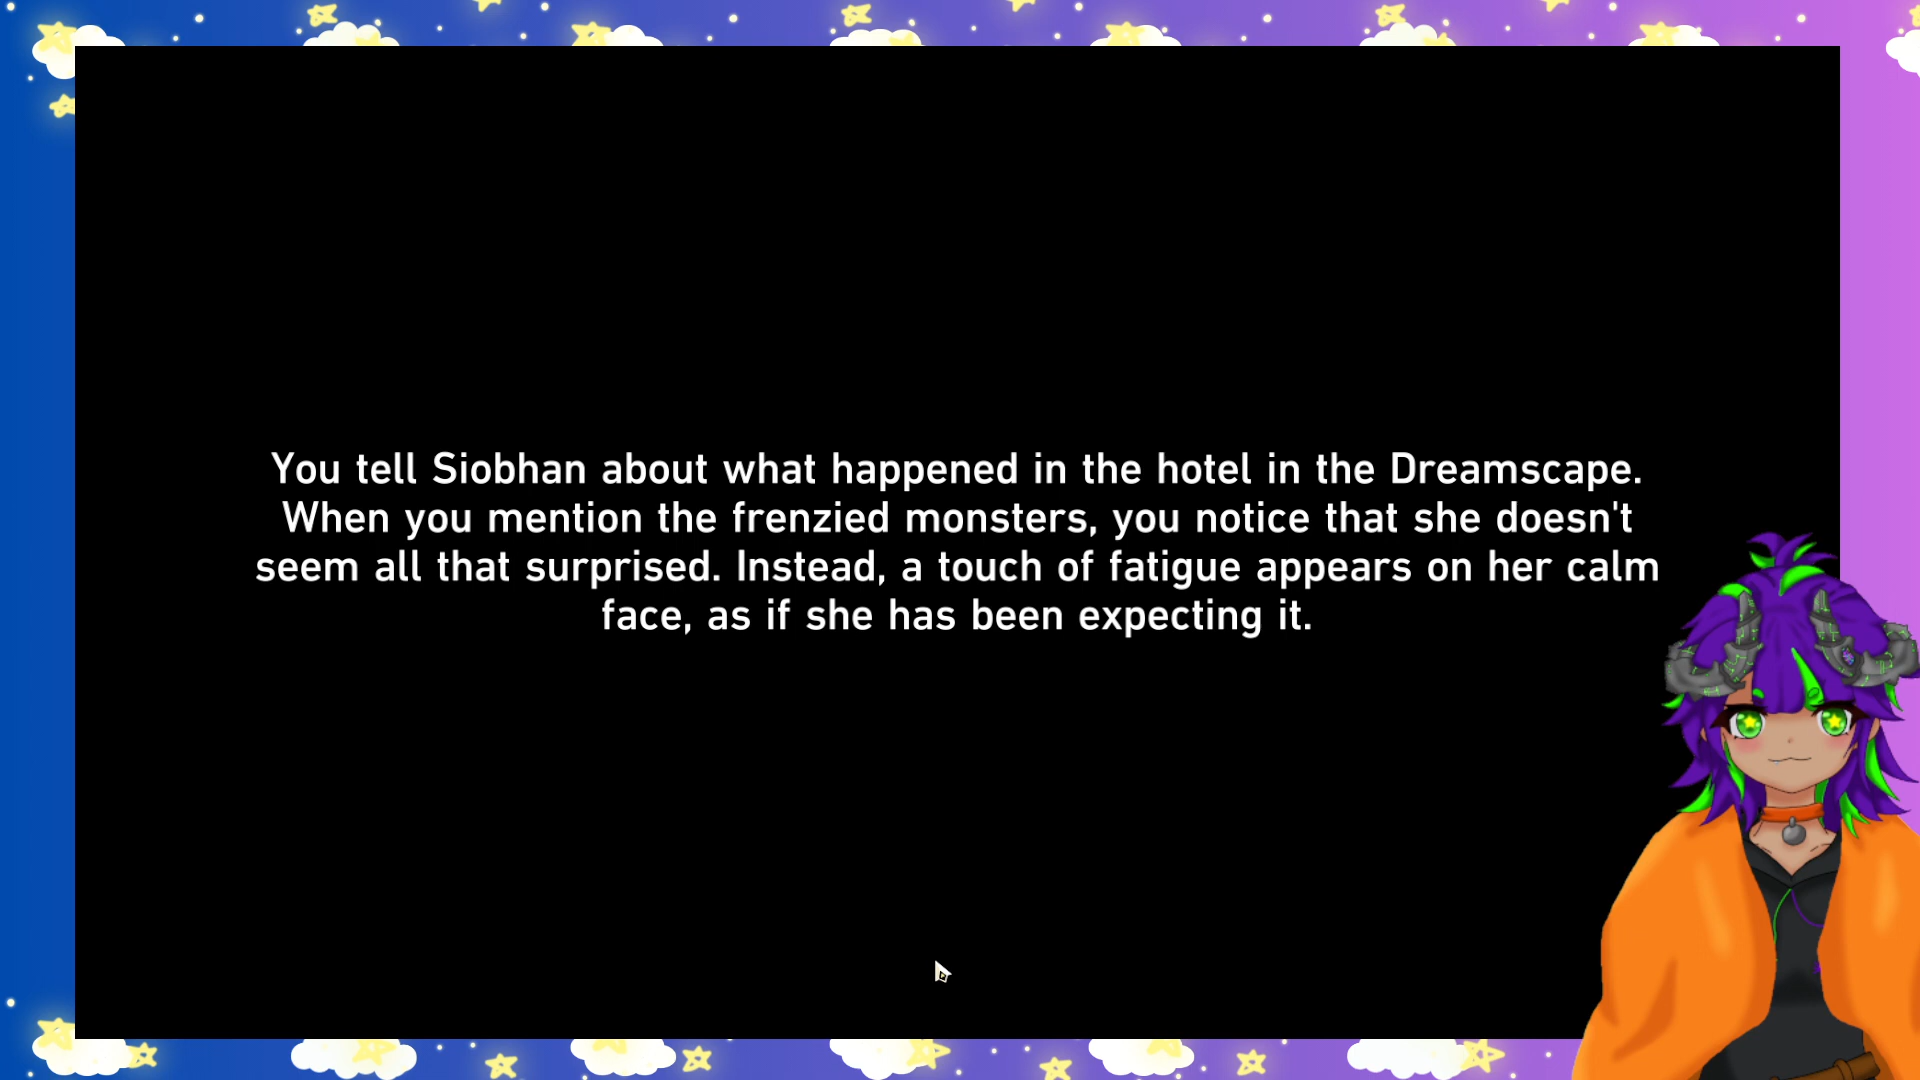 You tell Siobhan about what happened in the hotel in the Dreamscape.
When you mention the frenzied monsters, you notice that she doesn't
seem all that surprised. Instead, a touch of fatigue appears on her calm
face, as if she has been expecting it.